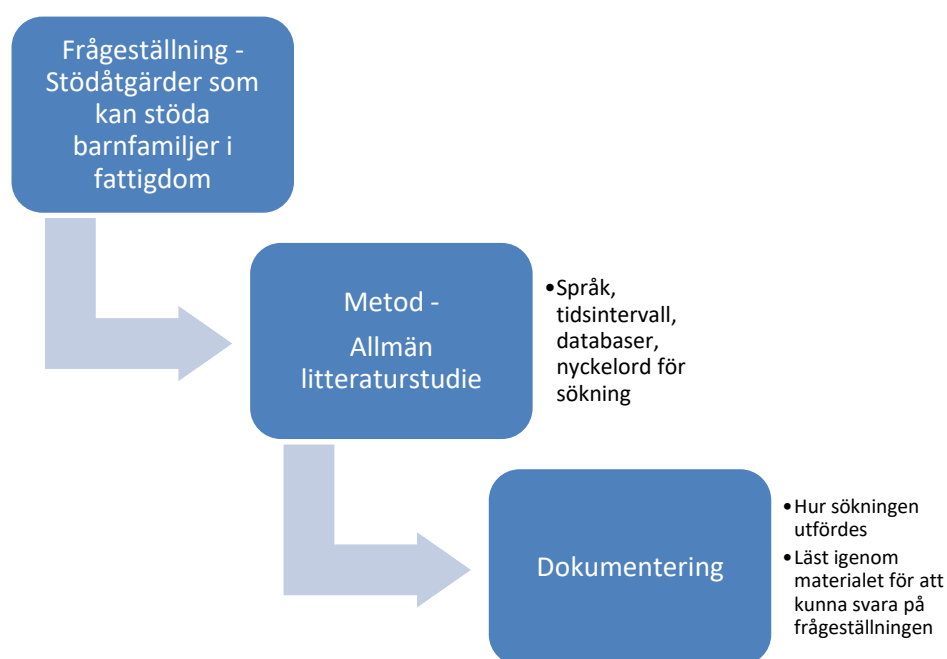 Frågeställning -
Stödåtgärder som
kan stöda
barnfamiljer i
fattigdom
Metod -
Allmän
litteraturstudie
•Språk,
tidsintervall,
databaser,
nyckelord för
sökning
Dokumentering
•Hur sökningen
utfördes
•Läst igenom
materialet för att
kunna svara på
frågeställningen